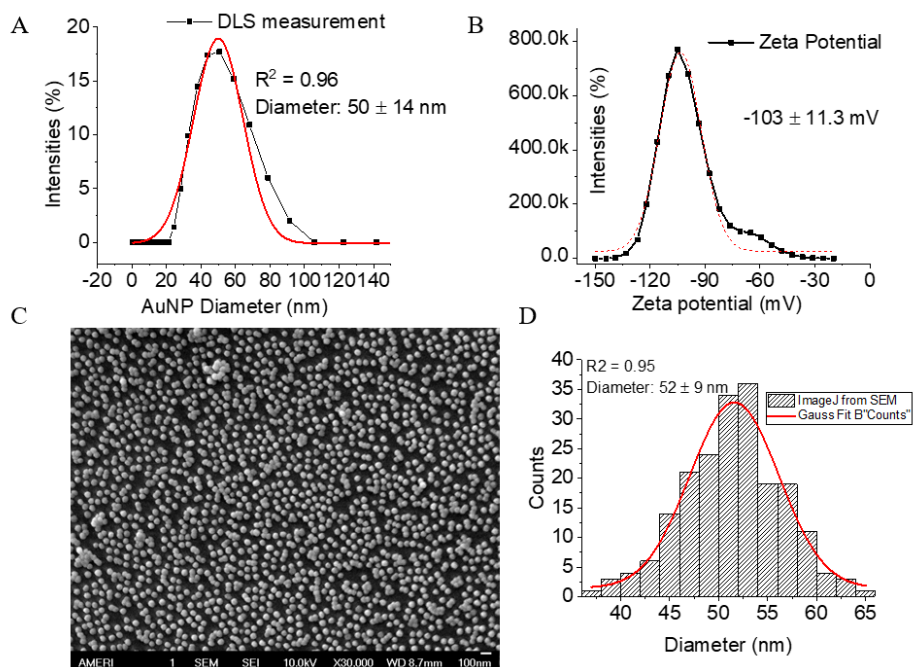 A
DLS measurement
R² = 0.96
Diameter: 50 ± 14 nm
Intensities (%)
20
15
10
5
0
-20 0 20 40 60 80 100 120 140
AuNP Diameter (nm)
B
Zeta Potential
-103 ± 11.3 mV
Intensities (%)
800.0k
600.0k
400.0k
200.0k
0.0
-150 -120 -90 -60 -30 0
Zeta potential (mV)
C
AMERI 1 SEM SEI 10.0kV X30,000 WD 8.7mm 100nm
D
R2 = 0.95
Diameter: 52 ± 9 nm
ImageJ from SEM
Gauss Fit B"Counts"
Counts
40
35
30
25
20
15
10
5
0
40 45 50 55 60 65
Diameter (nm)